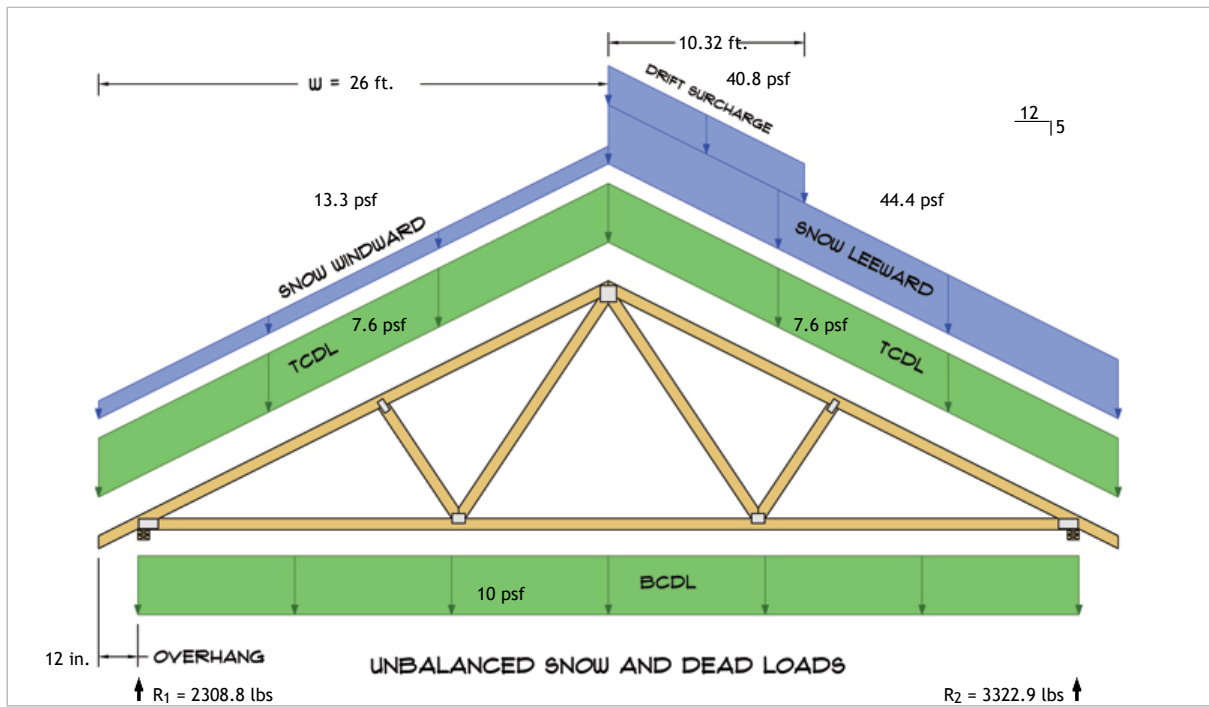 10.32 ft.
W = 26 ft.
DRIFT SURCHARGE
40.8 psf
12
5
13.3 psf
44.4 psf
SNOW WINDWARD
SNOW LEEWARD
7.6 psf
7.6 psf
TCDL
TCDL
10 psf
BCDL
12 in.
OVERHANG
UNBALANCED SNOW AND DEAD LOADS
R1 = 2308.8 lbs
R2 = 3322.9 lbs